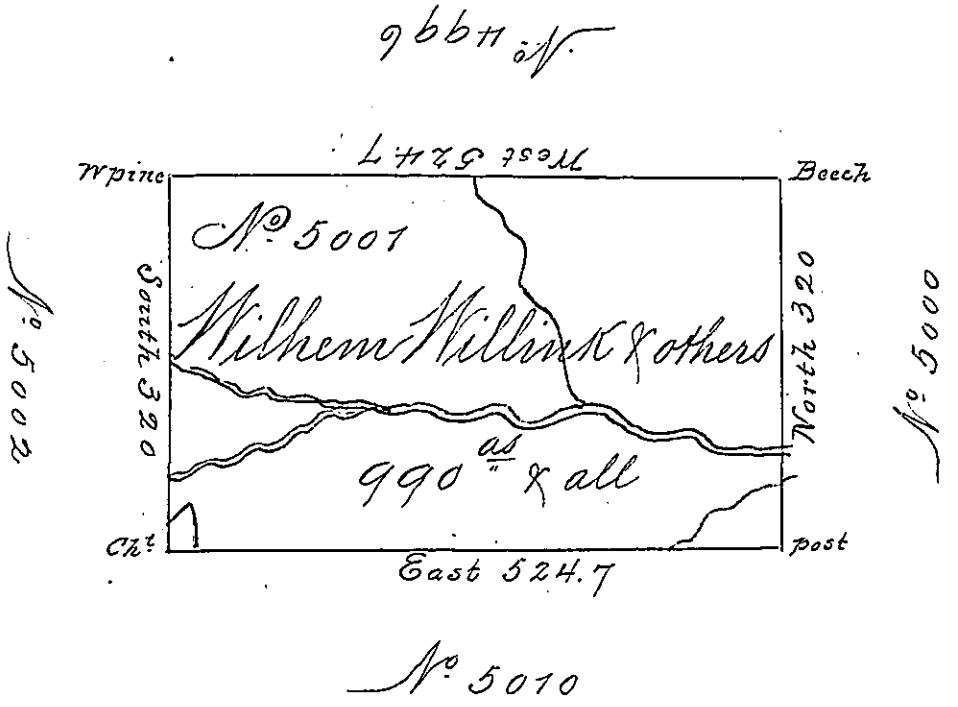 No. 4996
West 524.7
Wpine
Beech
No. 5001
South 320
North 320
No. 5002
No. 5000
Wilhem Willink & others
990 as & all
Cht.
post
East 524.7
No. 5010